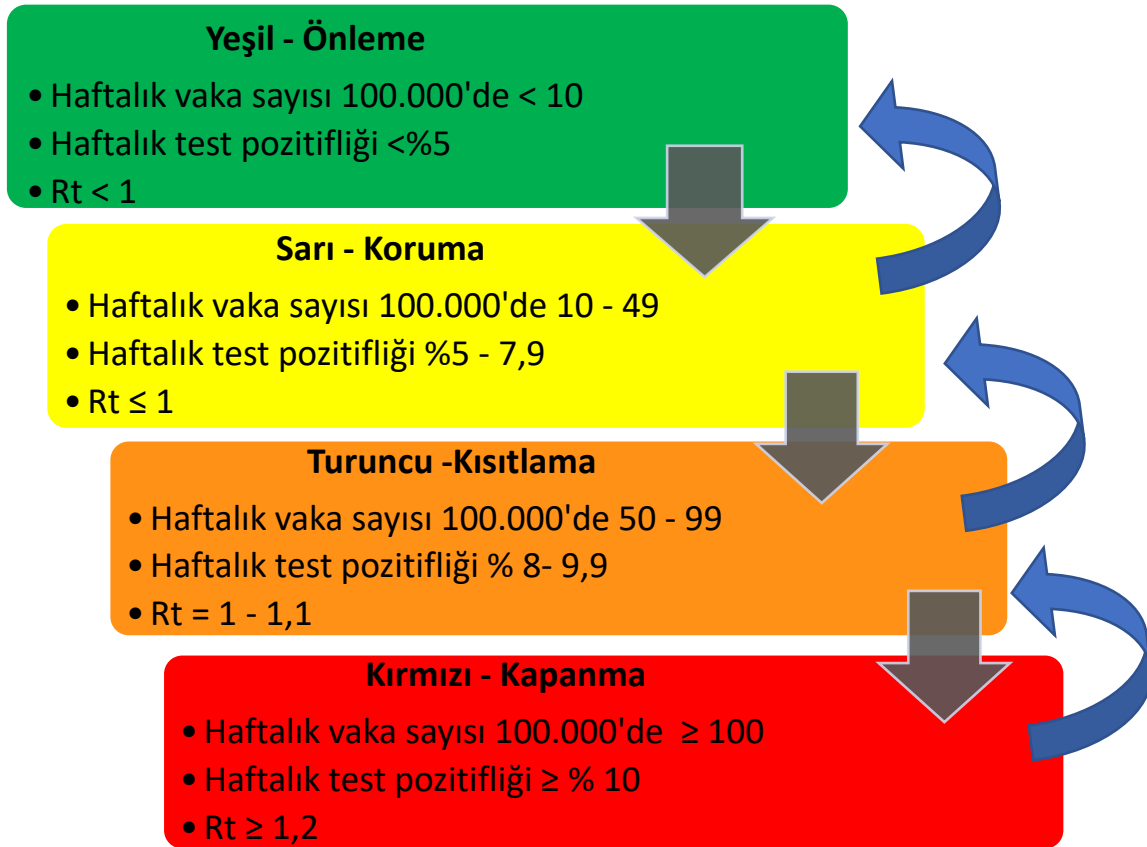 Yeşil - Önleme
• Haftalık vaka sayısı 100.000'de < 10
• Haftalık test pozitifliği <%5
• Rt < 1
Sarı - Koruma
• Haftalık vaka sayısı 100.000'de 10 - 49
• Haftalık test pozitifliği %5 - 7,9
• Rt ≤ 1
Turuncu -Kısıtlama
• Haftalık vaka sayısı 100.000'de 50 - 99
• Haftalık test pozitifliği % 8- 9,9
• Rt = 1 - 1,1
Kırmızı - Kapanma
• Haftalık vaka sayısı 100.000'de ≥ 100
• Haftalık test pozitifliği ≥ % 10
• Rt ≥ 1,2